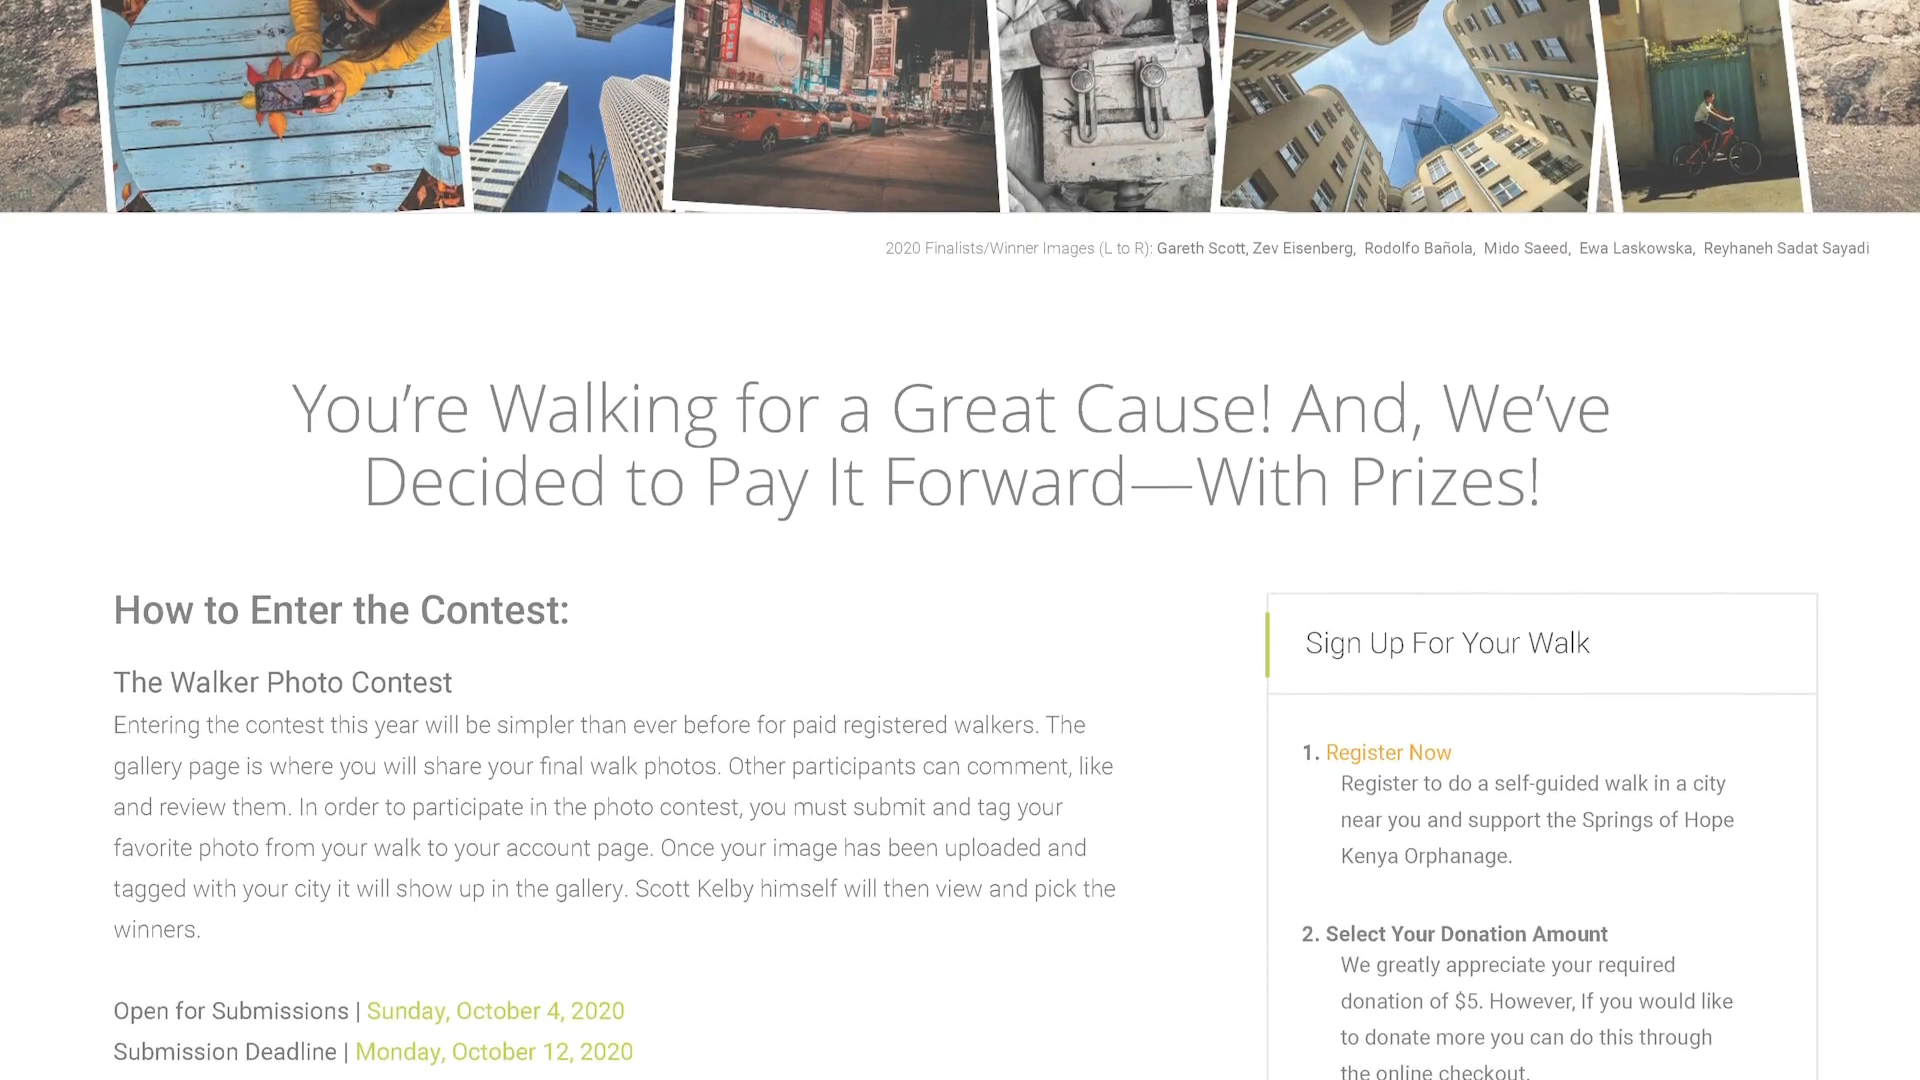 2020 Finalists/Winner Images (L to R): Gareth Scott, Zev Eisenberg, Rodolfo Bañola, Mido Saeed, Ewa Laskowska, Reyhaneh Sadat Sayadi
You’re Walking for a Great Cause! And, We’ve
Decided to Pay It Forward—With Prizes!
How to Enter the Contest:
The Walker Photo Contest
Entering the contest this year will be simpler than ever before for paid registered walkers. The
gallery page is where you will share your final walk photos. Other participants can comment, like
and review them. In order to participate in the photo contest, you must submit and tag your
favorite photo from your walk to your account page. Once your image has been uploaded and
tagged with your city it will show up in the gallery. Scott Kelby himself will then view and pick the
winners.
Open for Submissions | Sunday, October 4, 2020
Submission Deadline | Monday, October 12, 2020
Sign Up For Your Walk
1. Register Now
Register to do a self-guided walk in a city
near you and support the Springs of Hope
Kenya Orphanage.
2. Select Your Donation Amount
We greatly appreciate your required
donation of $5. However, If you would like
to donate more you can do this through
the online checkout.